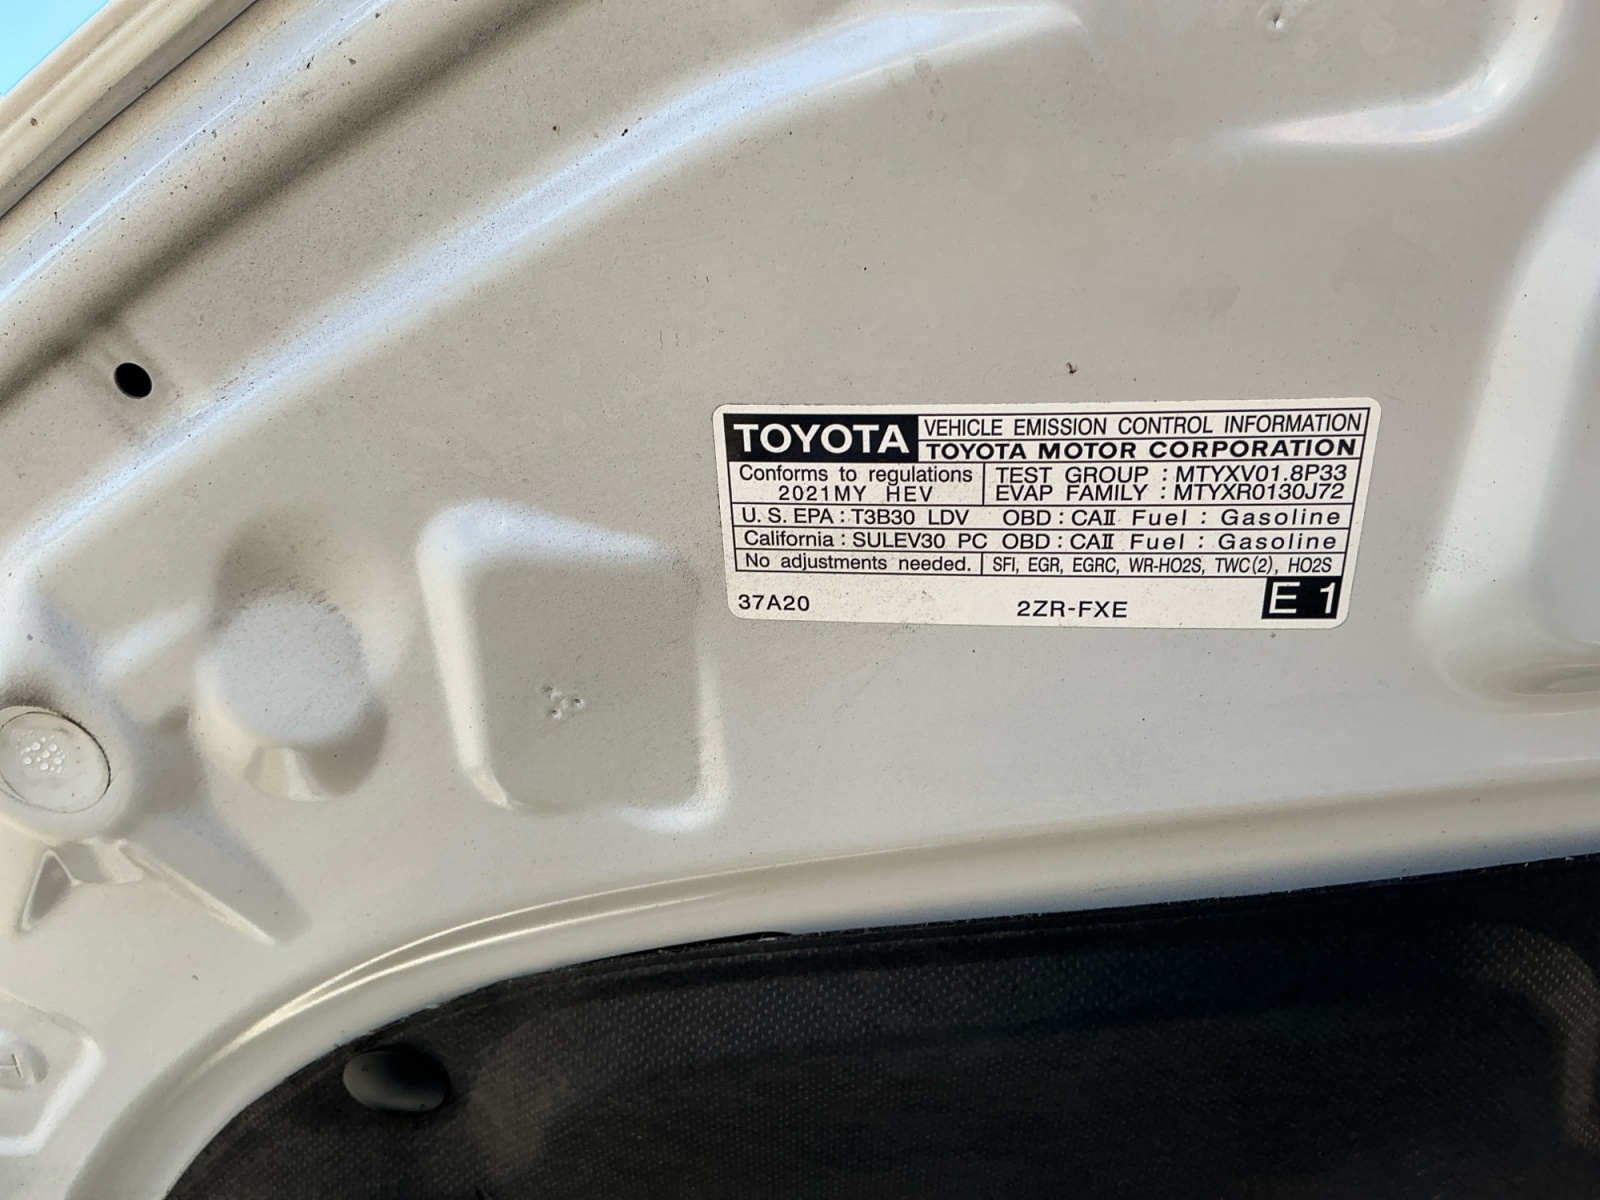 TOYOTA VEHICLE EMISSION CONTROL INFORMATION
TOYOTA MOTOR CORPORATION
Conforms to regulations TEST GROUP : MTYXV01.8P33
2021MY HEV EVAP FAMILY : MTYXR0130J72
U.S. EPA : T3B30 LDV OBD : CAII Fuel : Gasoline
California : SULEV30 PC OBD : CAII Fuel : Gasoline
No adjustments needed. SFI, EGR, EGRC, WR-HO2S, TWC(2), HO2S
37A20 2ZR-FXE E 1